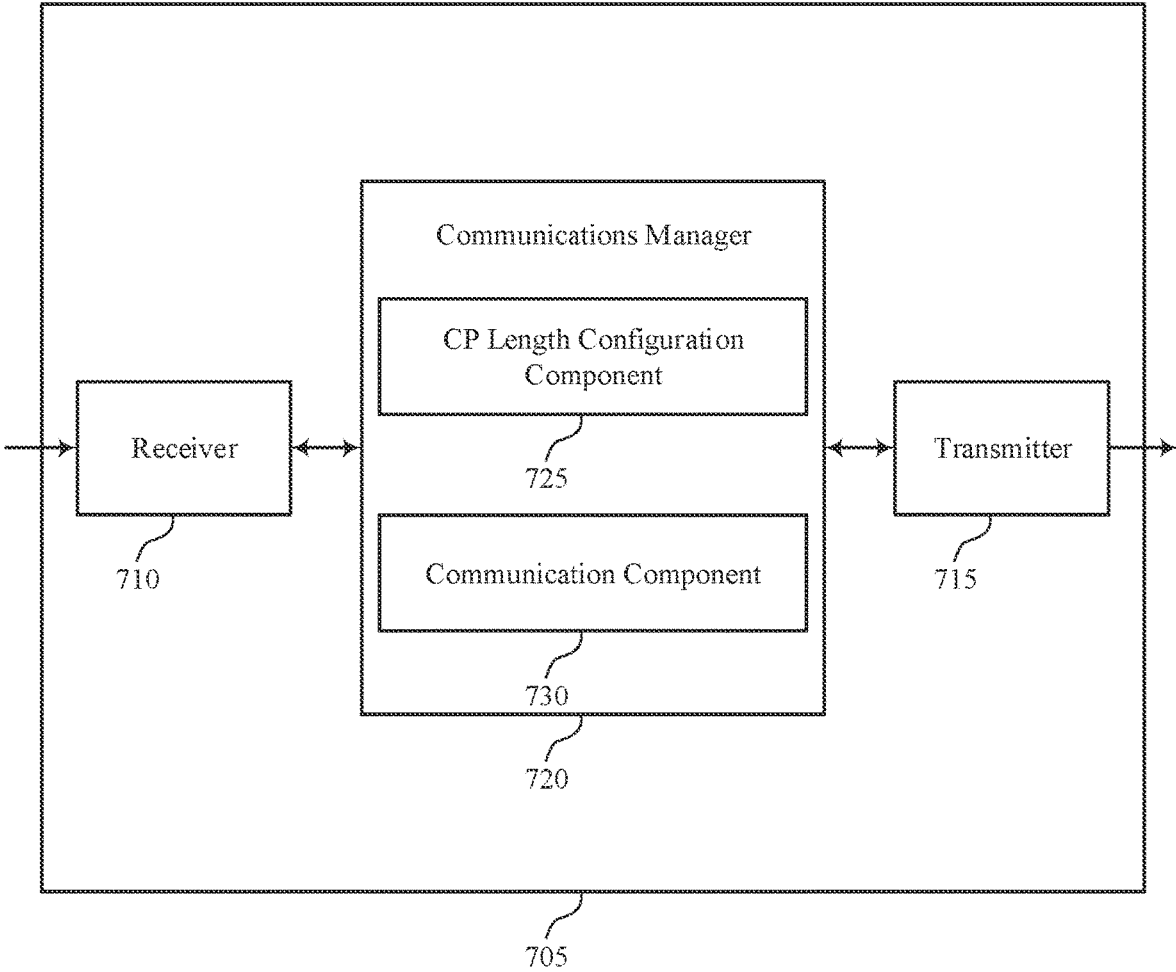 Communications Manager
CP Length Configuration
Component
725
Receiver
710
Transmitter
715
Communication Component
730
720
705